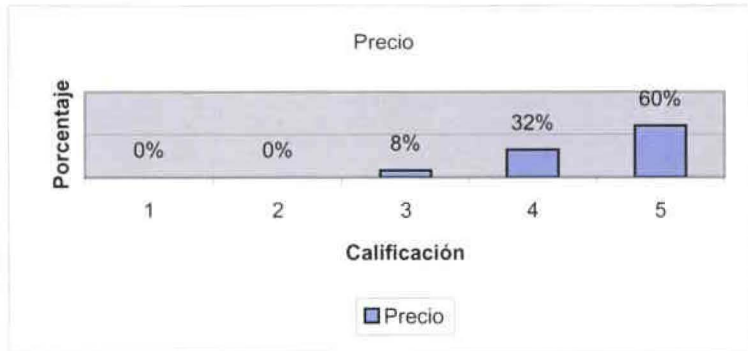 Precio
Porcentaje
0% 0% 8% 32% 60%
1 2 3 4 5
Calificación
Precio